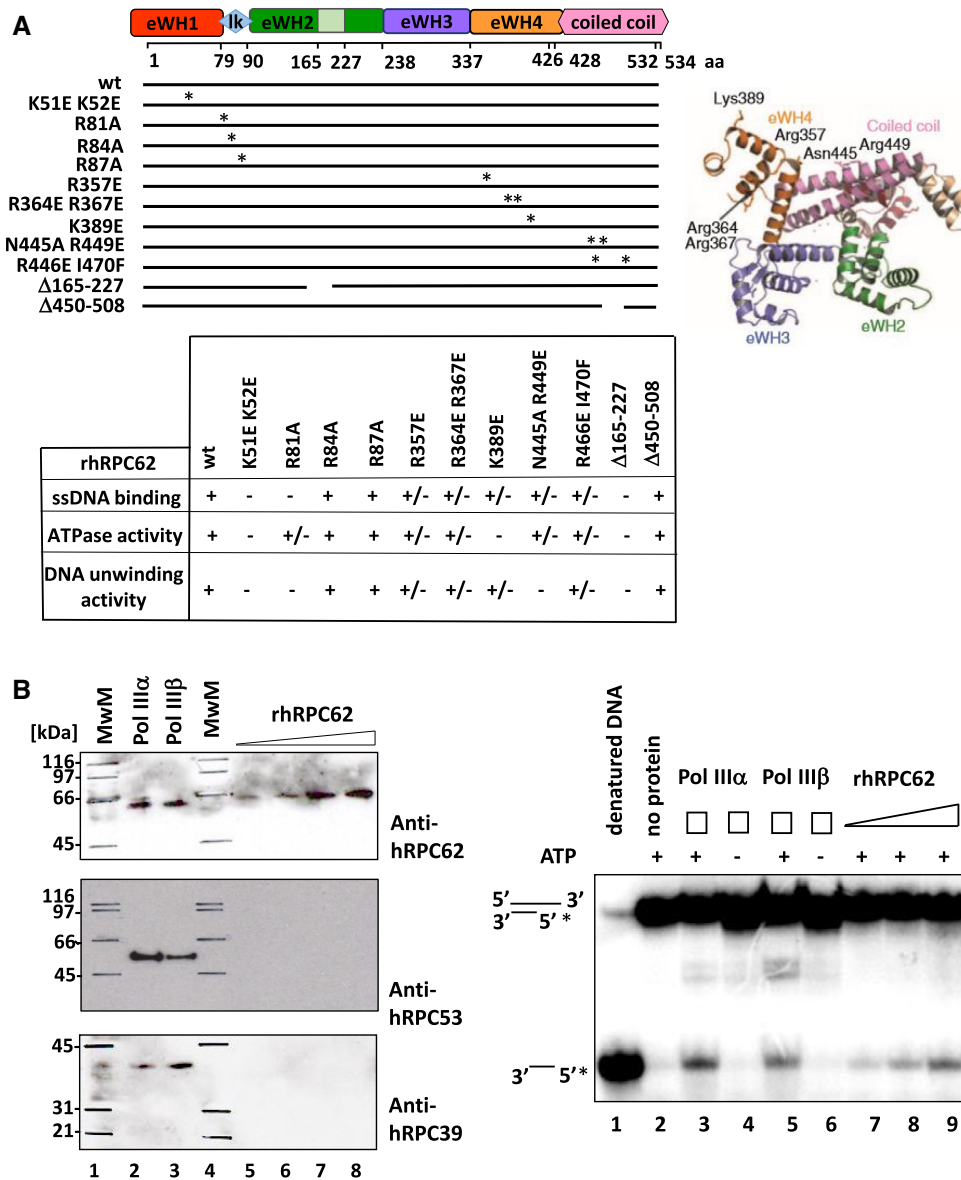 A
eWH1 lk eWH2 eWH3 eWH4 coiled coil
1 79 90 165 227 238 337 426 428 532 534 aa
wt
K51E K52E *
R81A *
R84A *
R87A *
R357E *
R364E R367E **
K389E *
N445A R449E **
R446E I470F * *
Δ165-227
Δ450-508
Lys389
eWH4
Arg357
Coiled coil
Asn445 Arg449
Arg364
Arg367
eWH3
eWH2
rhRPC62 wt K51E K52E R81A R84A R87A R357E R364E R367E K389E N445A R449E R466E I470F Δ165-227 Δ450-508
ssDNA binding + - - + + +/- +/- +/- +/- +/- - +
ATPase activity + - +/- + + +/- +/- - +/- +/- - +
DNA unwinding
activity + - - + + +/- +/- +/- - +/- - +
B
[kDa] MwM Pol IIIα Pol IIIβ MwM rhRPC62
116
97
66
45
Anti-
hRPC62
116
97
66
45
Anti-
hRPC53
45
31
21
Anti-
hRPC39
1 2 3 4 5 6 7 8
denatured DNA no protein Pol IIIα Pol IIIβ rhRPC62
ATP + + - + - + + +
5’ 3’
3’ 5’ *
3’ 5’*
1 2 3 4 5 6 7 8 9